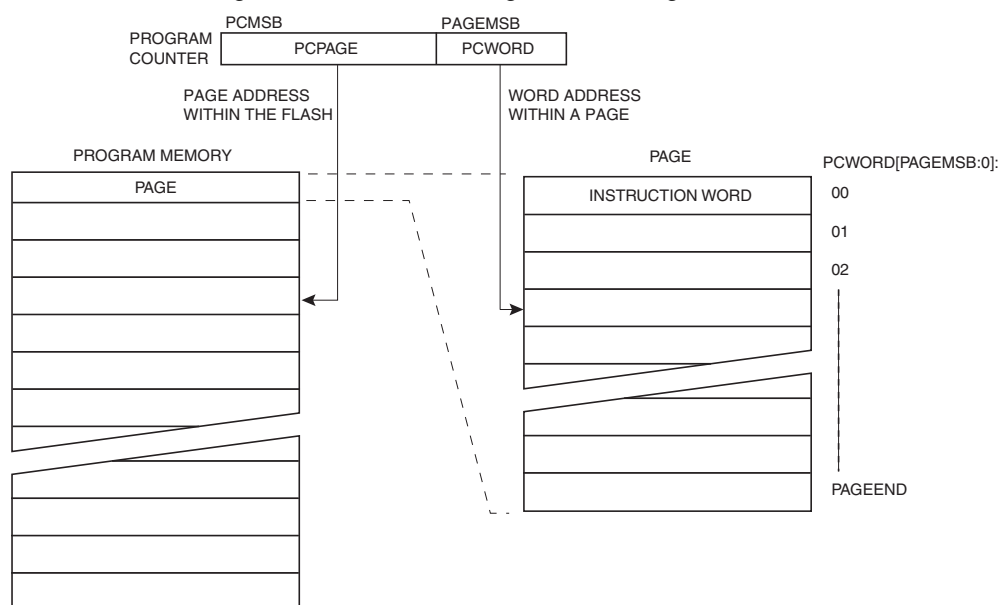 PCMSB PAGEMSB
PROGRAM
COUNTER
PCPAGE PCWORD
PAGE ADDRESS
WITHIN THE FLASH
WORD ADDRESS
WITHIN A PAGE
PROGRAM MEMORY
PAGE
PAGE
PCWORD[PAGEMSB:0]:
INSTRUCTION WORD
00
01
02
PAGEEND